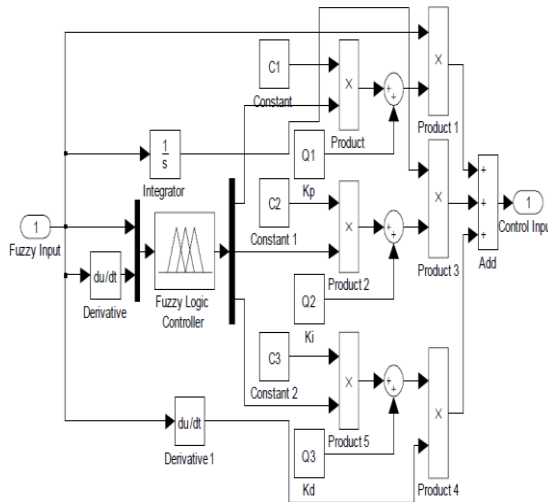 C1
Constant
X
+
+
X
Product 1
1
s
Integrator
Q1
Kp
Product
C2
Constant 1
X
Product 2
+
+
X
Product 3
+
+
+
Add
1
Control Input
1
Fuzzy Input
du/dt
Derivative
Fuzzy Logic
Controller
Q2
Ki
C3
Constant 2
X
Product 5
+
+
X
Product 4
du/dt
Derivative 1
Q3
Kd